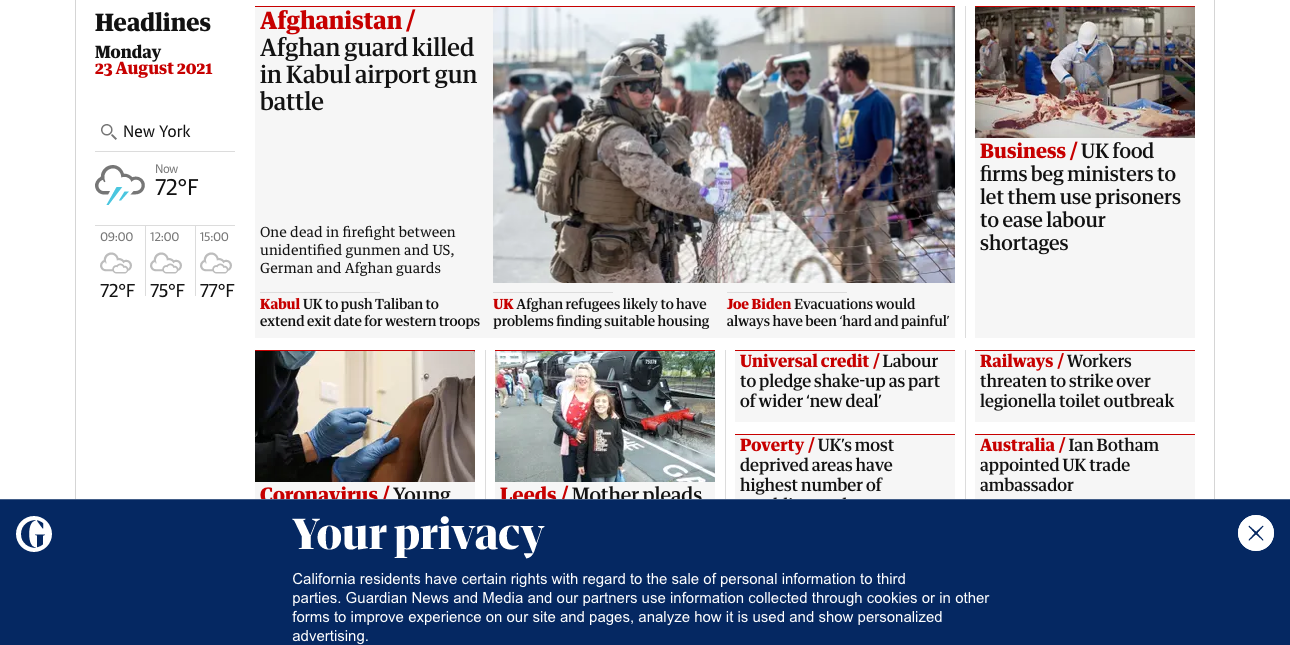 Headlines
Monday
23 August 2021
New York
Now
72°F
09:00
72°F
12:00
75°F
15:00
77°F
Afghanistan /
Afghan guard killed
in Kabul airport gun
battle
One dead in firefight between
unidentified gunmen and US,
German and Afghan guards
Kabul UK to push Taliban to
extend exit date for western troops
UK Afghan refugees likely to have
problems finding suitable housing
Joe Biden Evacuations would
always have been ‘hard and painful’
Business / UK food
firms beg ministers to
let them use prisoners
to ease labour
shortages
Coronavirus / Young
Leeds / Mother pleads
Universal credit / Labour
to pledge shake-up as part
of wider ‘new deal’
Poverty / UK’s most
deprived areas have
highest number of
Railways / Workers
threaten to strike over
legionella toilet outbreak
Australia / Ian Botham
appointed UK trade
ambassador
G
Your privacy
California residents have certain rights with regard to the sale of personal information to third
parties. Guardian News and Media and our partners use information collected through cookies or in other
forms to improve experience on our site and pages, analyze how it is used and show personalized
advertising.